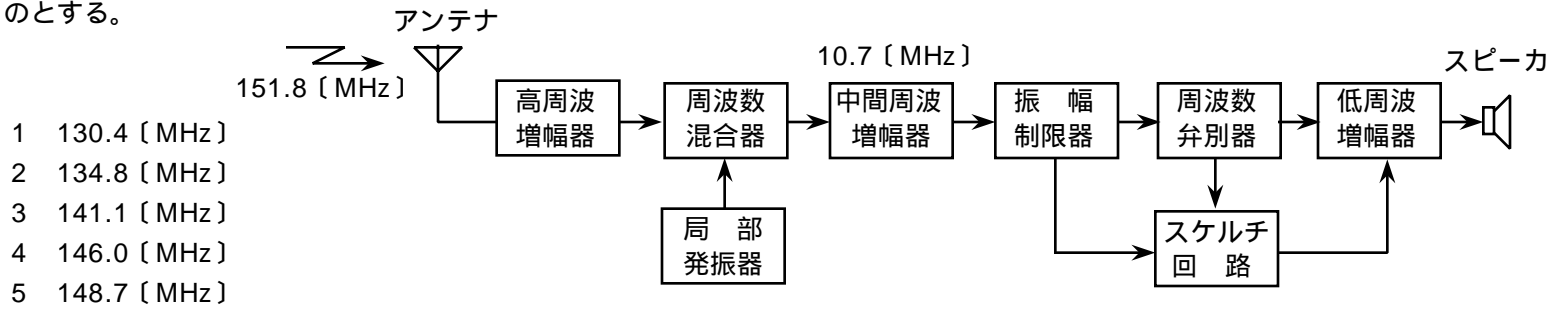 のとする。
アンテナ
151.8〔MHz〕
10.7〔MHz〕
スピーカ
高周波
増幅器
周波数
混合器
中間周波
増幅器
振　幅
制限器
周波数
弁別器
低周波
増幅器
局　部
発振器
スケルチ
回　路
1　130.4〔MHz〕
2　134.8〔MHz〕
3　141.1〔MHz〕
4　146.0〔MHz〕
5　148.7〔MHz〕